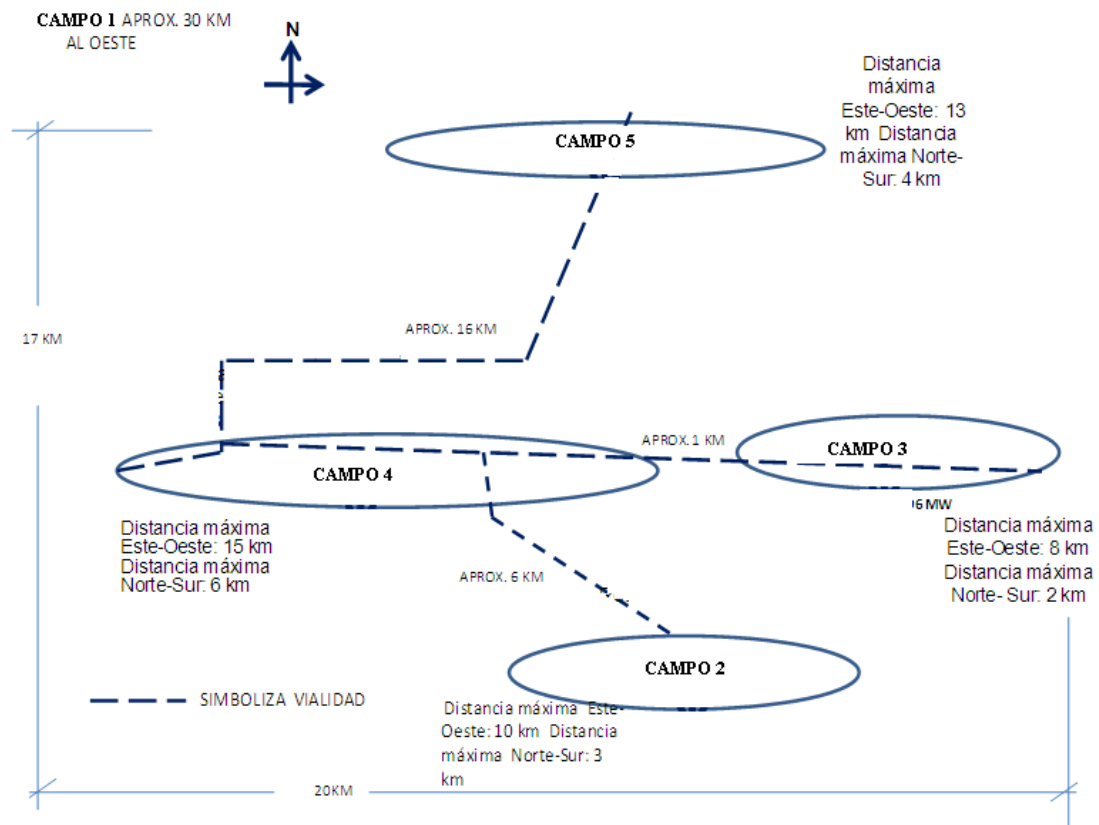 CAMPO 1 APROX. 30 KM
AL OESTE
N
Distancia
máxima
Este-Oeste: 13
km Distancia
máxima Norte-
Sur: 4 km
CAMPO 5
17 KM
APROX. 16 KM
APROX. 1 KM
CAMPO 3
CAMPO 4
MW
Distancia máxima
Este-Oeste: 15 km
Distancia máxima
Norte-Sur: 6 km
Distancia máxima
Este-Oeste: 8 km
Distancia máxima
Norte- Sur: 2 km
APROX. 6 KM
CAMPO 2
SIMBOLIZA VIALIDAD
Distancia máxima Este-
Oeste: 10 km Distancia
máxima Norte-Sur: 3
km
20KM